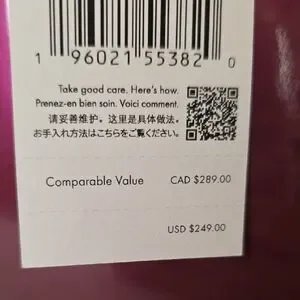 1 96021 55382 0
Take good care. Here's how.
Prenez-en bien soin. Voici comment.
请妥善维护。这里是具体做法。
お手入れ方法はこちらをご覧ください。
Comparable Value CAD $289.00
USD $249.00